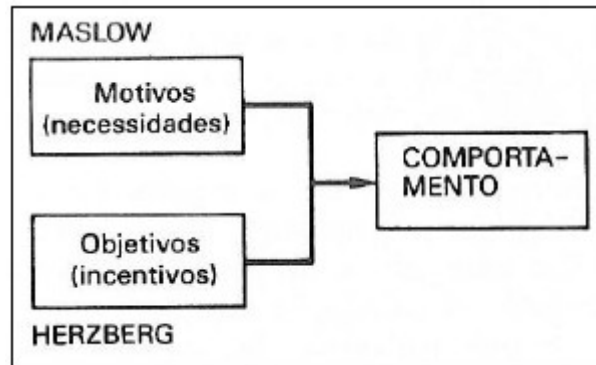 MASLOW
Motivos
(necessidades)
COMPORTA-
MENTO
Objetivos
(incentivos)
HERZBERG